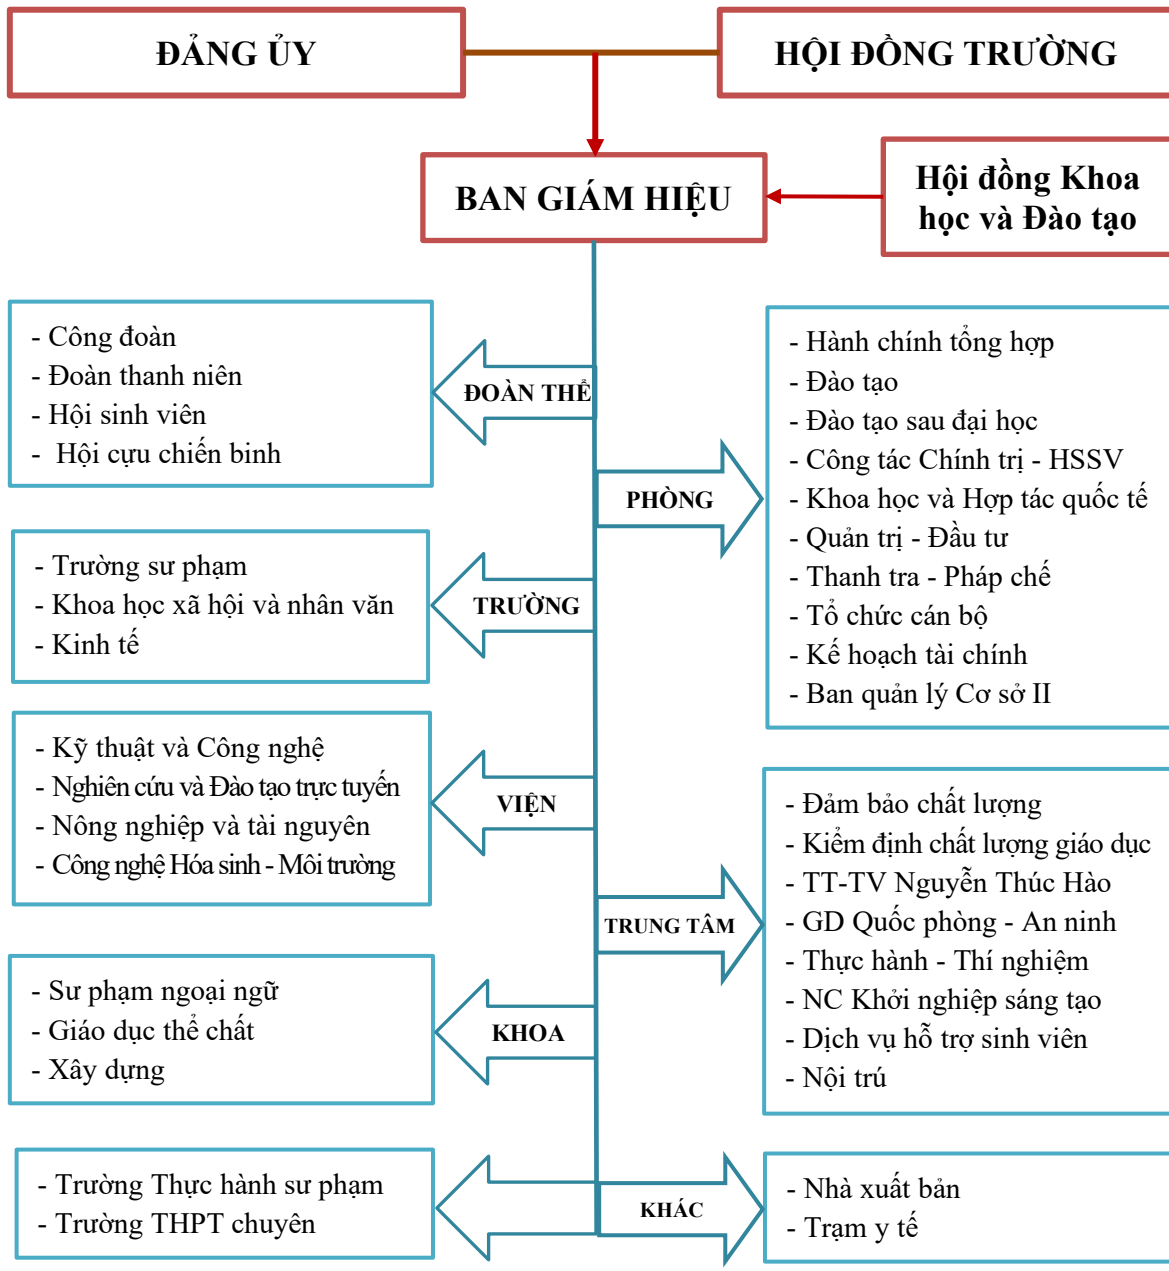 ĐẢNG ỦY
HỘI ĐỒNG TRƯỜNG
BAN GIÁM HIỆU
Hội đồng Khoa
học và Đào tạo
- Công đoàn
- Đoàn thanh niên
- Hội sinh viên
- Hội cựu chiến binh
ĐOÀN THỂ
- Hành chính tổng hợp
- Đào tạo
- Đào tạo sau đại học
- Công tác Chính trị - HSSV
- Khoa học và Hợp tác quốc tế
- Quản trị - Đầu tư
- Thanh tra - Pháp chế
- Tổ chức cán bộ
- Kế hoạch tài chính
- Ban quản lý Cơ sở II
PHÒNG
- Trường sư phạm
- Khoa học xã hội và nhân văn
- Kinh tế
TRƯỜNG
- Kỹ thuật và Công nghệ
- Nghiên cứu và Đào tạo trực tuyến
- Nông nghiệp và tài nguyên
- Công nghệ Hóa sinh - Môi trường
VIỆN
- Đảm bảo chất lượng
- Kiểm định chất lượng giáo dục
- TT-TV Nguyễn Thúc Hào
- GD Quốc phòng - An ninh
- Thực hành - Thí nghiệm
- NC Khởi nghiệp sáng tạo
- Dịch vụ hỗ trợ sinh viên
- Nội trú
TRUNG TÂM
- Sư phạm ngoại ngữ
- Giáo dục thể chất
- Xây dựng
KHOA
- Trường Thực hành sư phạm
- Trường THPT chuyên
KHÁC
- Nhà xuất bản
- Trạm y tế